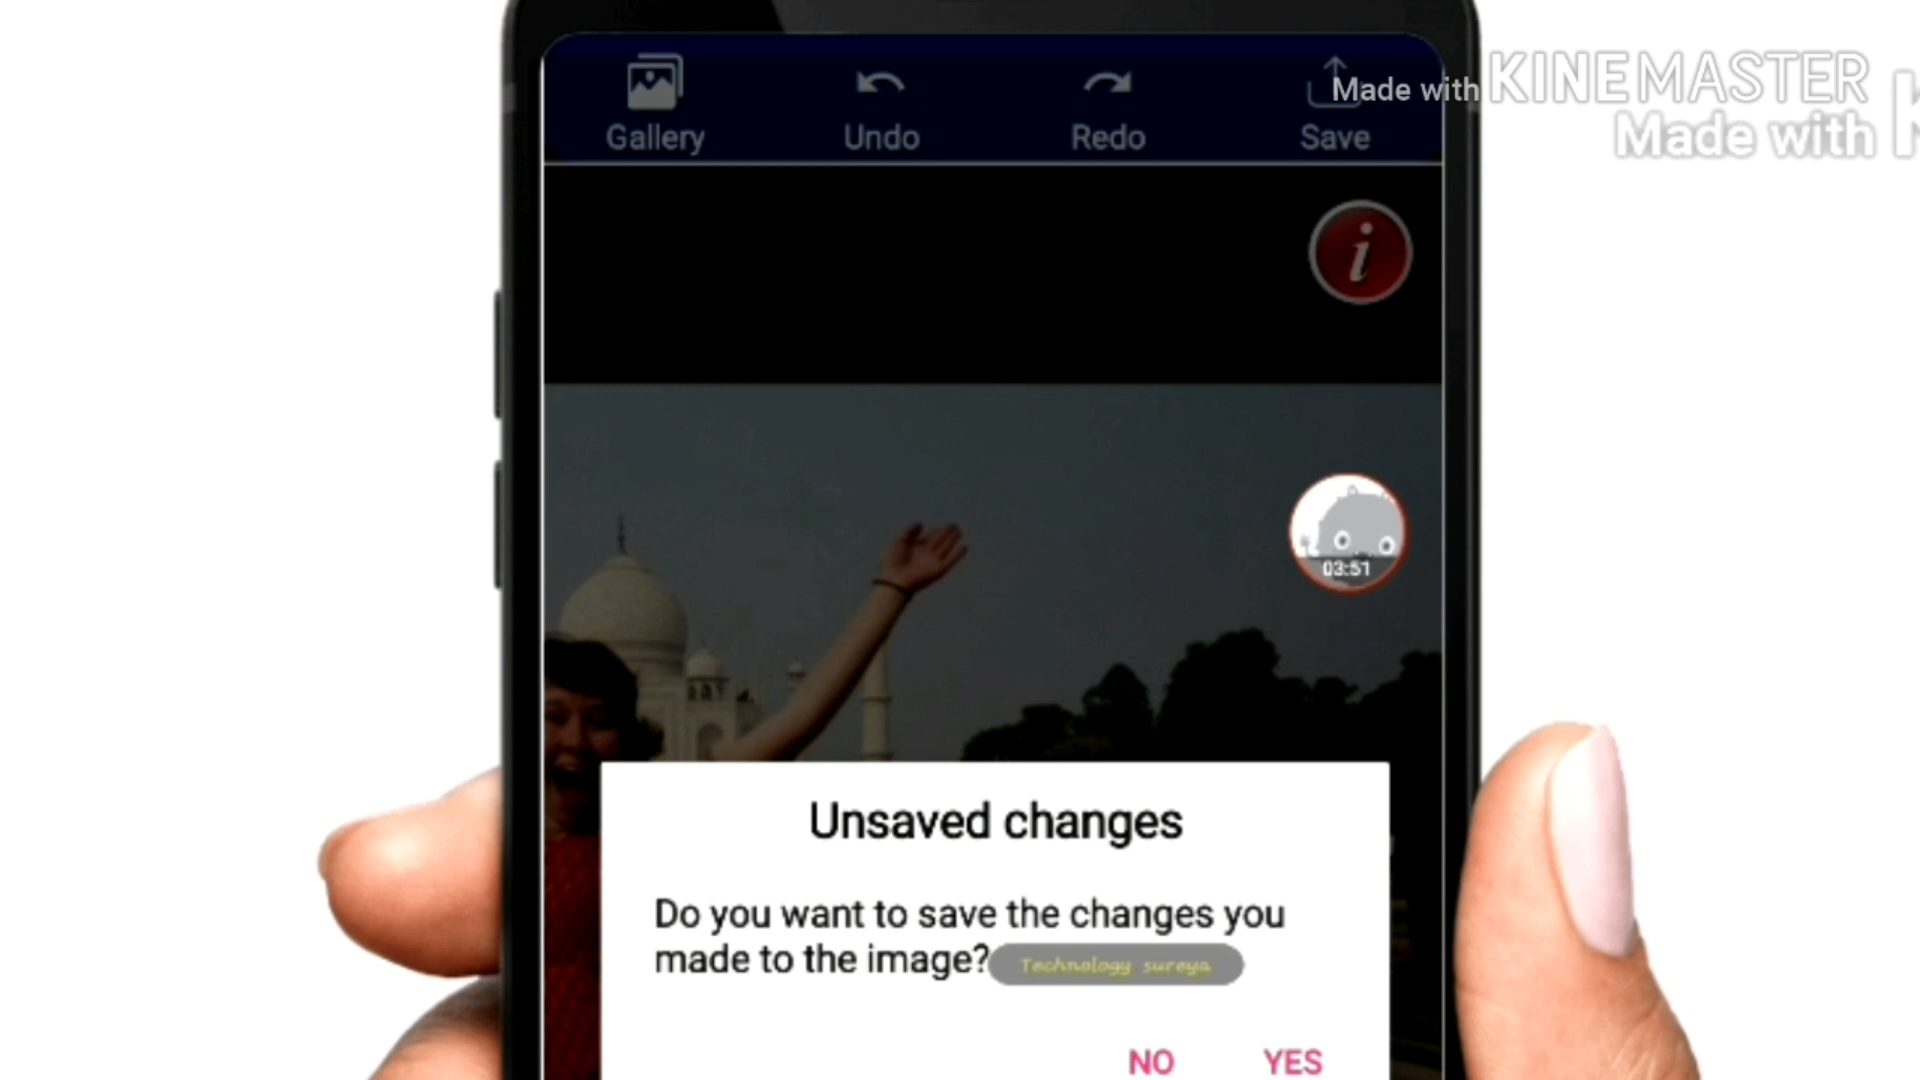 Gallery
Undo
Redo
Save
Made with KINEMASTER
Made with
i
03:51
Unsaved changes
Do you want to save the changes you
made to the image?
Technology sureya
NO
YES